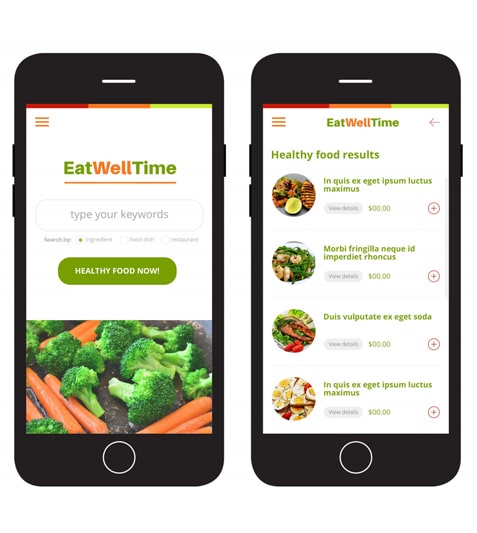 EatWellTime
type your keywords
Search by: ingredient food dish restaurant
HEALTHY FOOD NOW!
EatWellTime
Healthy food results
In quis ex eget ipsum luctus
maximus
View details $00.00
Morbi fringilla neque id
imperdiet rhoncus
View details $00.00
Duis vulputate ex eget soda
View details $00.00
In quis ex eget ipsum luctus
maximus
View details $00.00